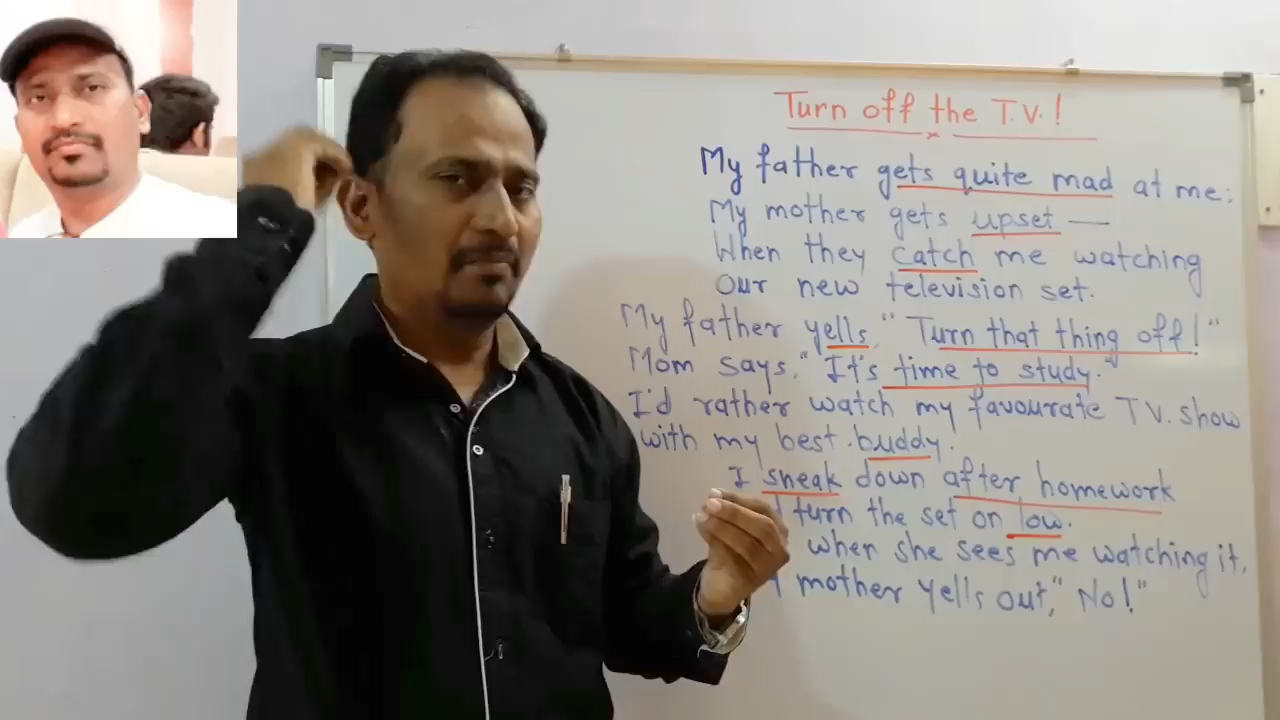 Turn off the T.V.!
My father gets quite mad at me:
My mother gets upset —
When they catch me watching
Our new television set.
My father yells, "Turn that thing off!"
Mom says, "It's time to study."
I'd rather watch my favourate T.V. show
with my best buddy.
I sneak down after homework
turn the set on low.
when she sees me watching it,
mother yells out, "No!"